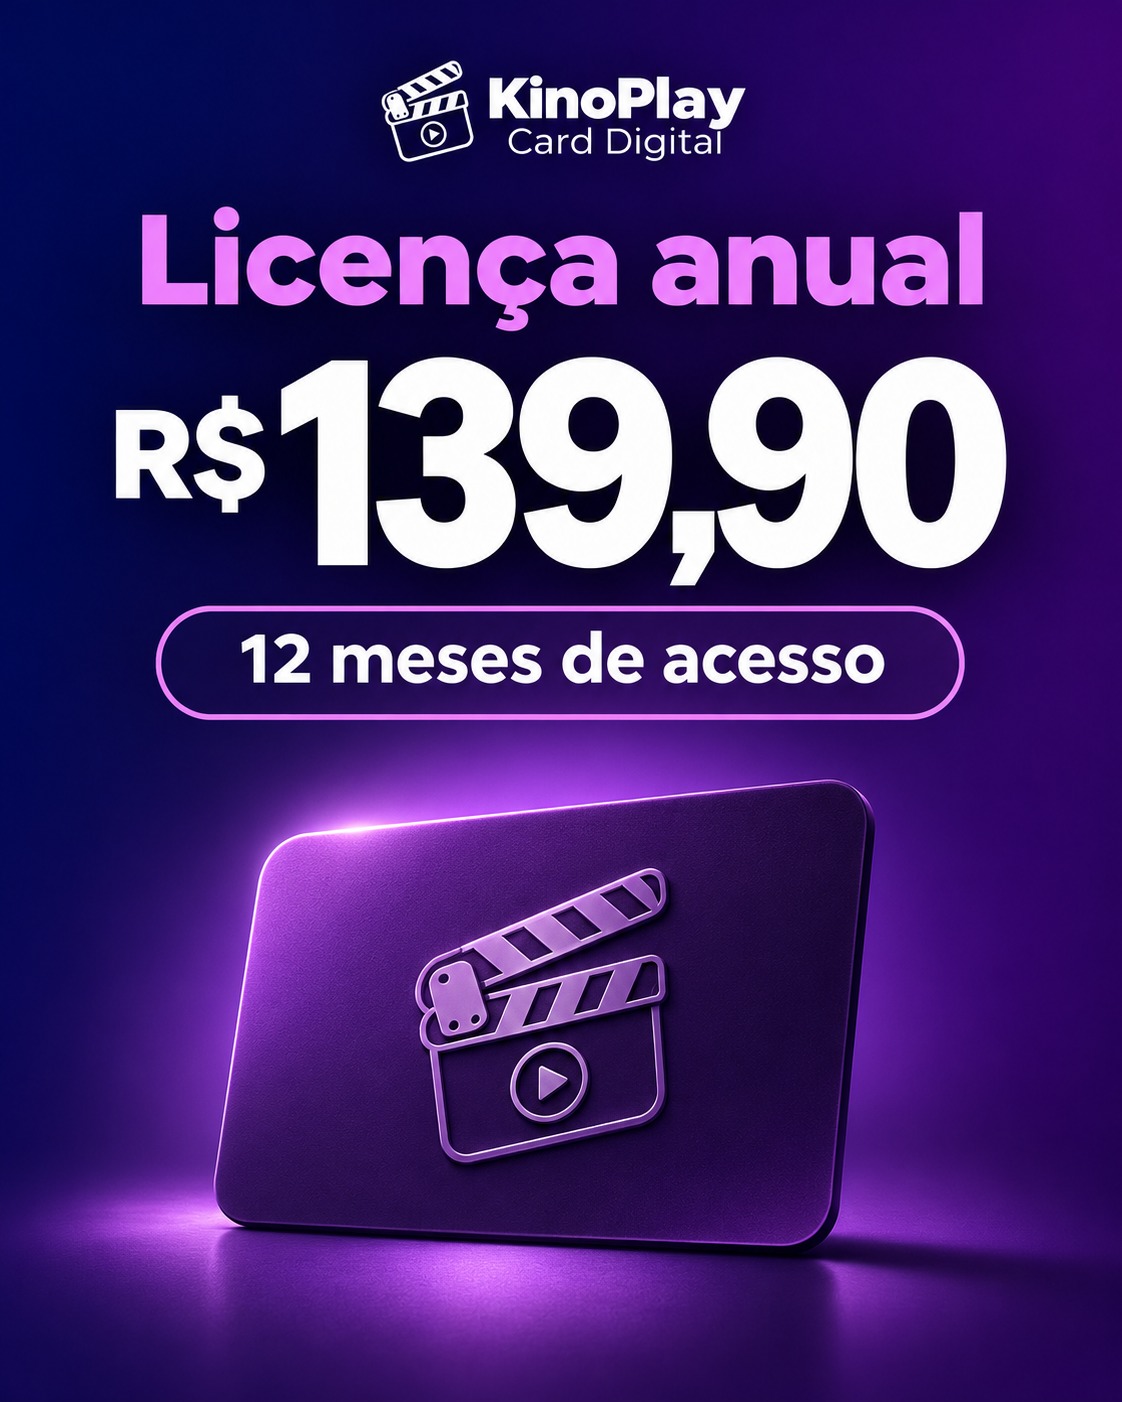 KinoPlay
Card Digital
Licença anual
R$139,90
12 meses de acesso